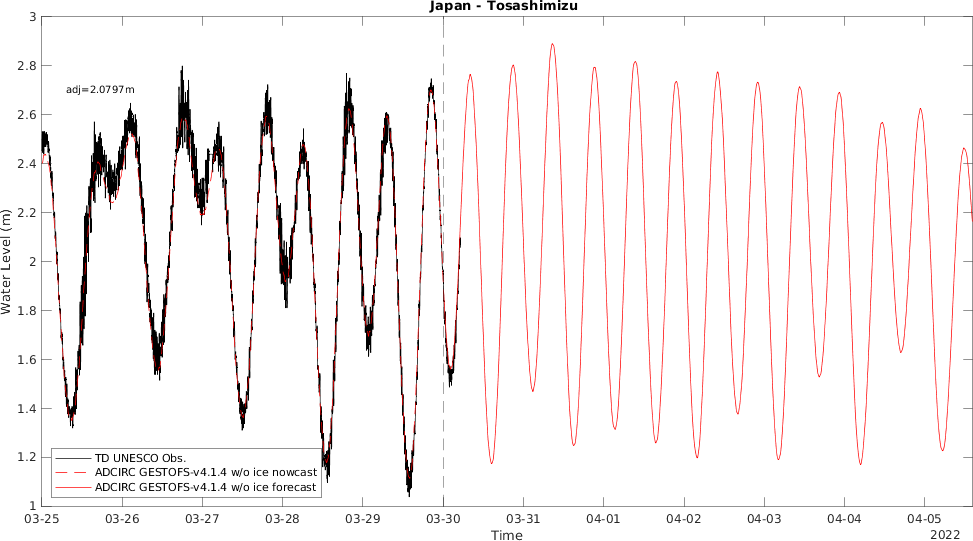 Japan - Tosashimizu
3
2.8
adj=2.0797m
2.6
2.4
2.2
Water Level (m)
2
1.8
1.6
1.4
1.2
1
TD UNESCO Obs.
ADCIRC GESTOFS-v4.1.4 w/o ice nowcast
ADCIRC GESTOFS-v4.1.4 w/o ice forecast
03-25 03-26 03-27 03-28 03-29 03-30 03-31 04-01 04-02 04-03 04-04 04-05
Time
2022